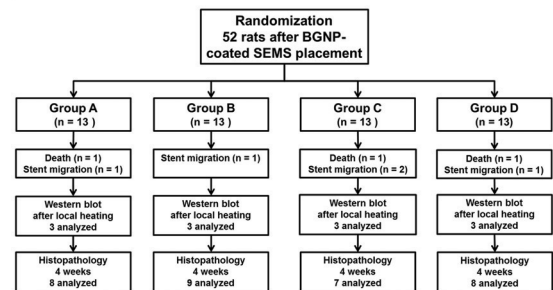 Randomization
52 rats after BGNP-
coated SEMS placement
Group A
(n = 13 )
Group B
(n = 13 )
Group C
(n = 13 )
Group D
(n = 13)
Death (n = 1)
Stent migration (n = 1)
Stent migration (n = 1)
Death (n = 1)
Stent migration (n = 2)
Death (n = 1)
Stent migration (n = 1)
Western blot
after local heating
3 analyzed
Western blot
after local heating
3 analyzed
Western blot
after local heating
3 analyzed
Western blot
after local heating
3 analyzed
Histopathology
4 weeks
8 analyzed
Histopathology
4 weeks
9 analyzed
Histopathology
4 weeks
7 analyzed
Histopathology
4 weeks
8 analyzed